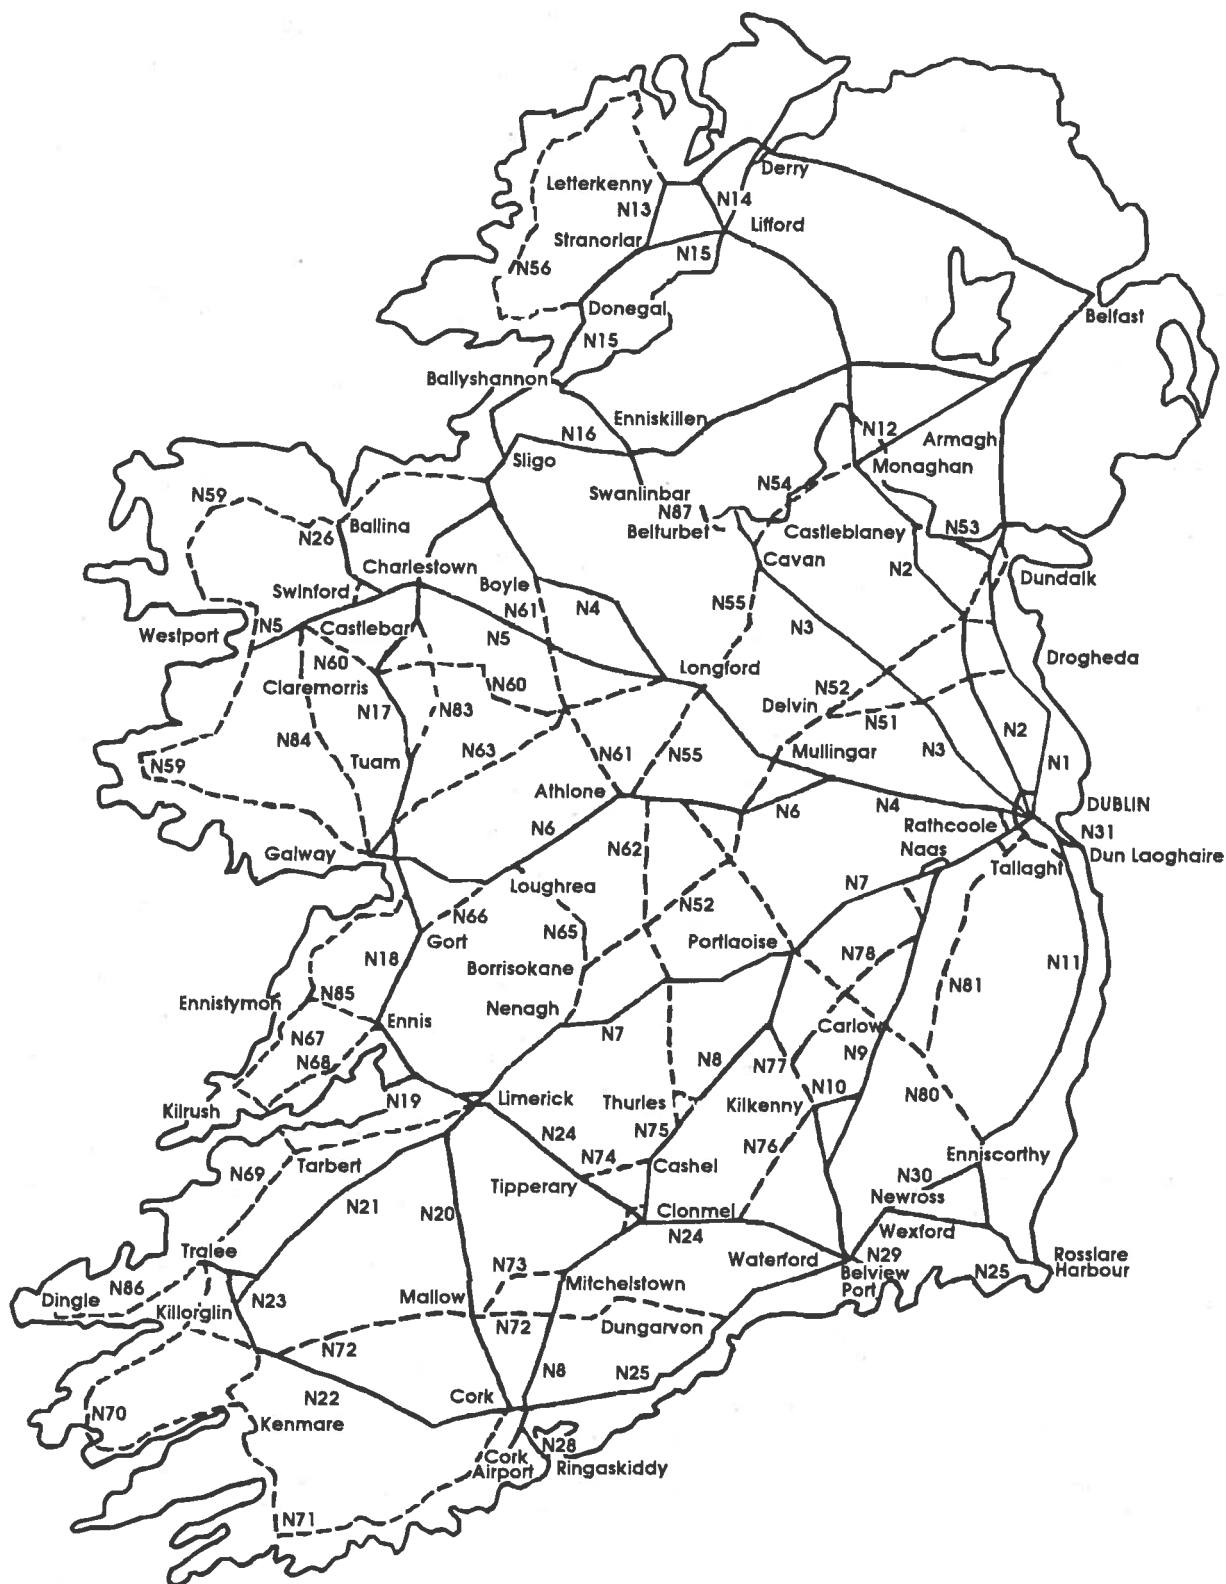 Derry
Letterkenny
N14
N13
Lifford
Stranorlar
N15
N56
Donegal
Belfast
N15
Ballyshannon
Enniskillen
N16
N12
Armagh
Sligo
Monaghan
N59
Swanlinbar
N54
N87
Ballina
Belturbet
Castleblaney
N53
N26
Cavan
Charlestown
Boyle
N2
Dundalk
Swinford
N61
N4
N55
Westport
N5
Castlebar
N5
N3
N60
Longford
Drogheda
Claremorris
N60
N52
N17
N83
Delvin
N51
N84
N63
N61
N55
Mullingar
N3
N2
N1
Tuam
N59
Athlone
N6
N4
DUBLIN
N6
Rathcoole
N31
Galway
N62
Naas
Dun Laoghaire
Tallaght
Loughrea
N7
N66
N52
N65
Gort
Portlaoise
N18
N78
N11
Borrisokane
N81
Ennistymon
N85
Nenagh
Ennis
Carlow
N67
N7
N8
N9
N68
N77
N10
N80
Kilrush
N19
Limerick
Thurles
Kilkenny
N24
N75
N76
N74
Enniscorthy
N69
Tarbert
Cashel
N30
Tipperary
N21
Newross
N20
Clonmel
Wexford
N24
Tralee
Waterford
N29
Rosslare
Harbour
N73
Belview
Port
N25
N86
Mitchelstown
Dingle
N23
Mallow
Killorglin
N72
Dungarvon
N72
N8
N25
N22
Cork
N70
Kenmare
N28
Cork
Airport
Ringaskiddy
N71